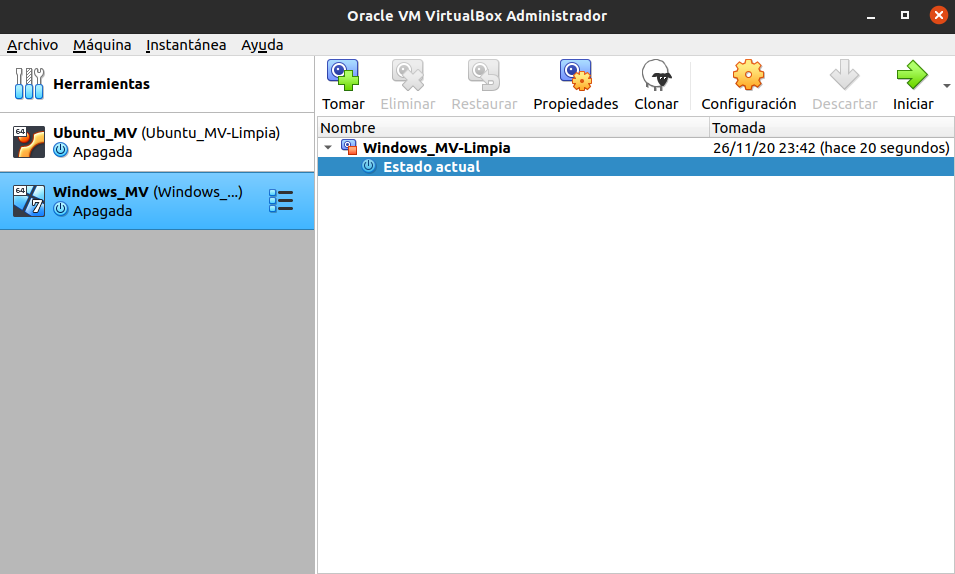 Oracle VM VirtualBox Administrador
Archivo Máquina Instantánea Ayuda
Herramientas
Tomar Eliminar Restaurar Propiedades Clonar Configuración Descartar Iniciar
64 Ubuntu_MV (Ubuntu_MV-Limpia)
Apagada
64 7 Windows_MV (Windows_...)
Apagada
Nombre Tomada
Windows_MV-Limpia 26/11/20 23:42 (hace 20 segundos)
Estado actual